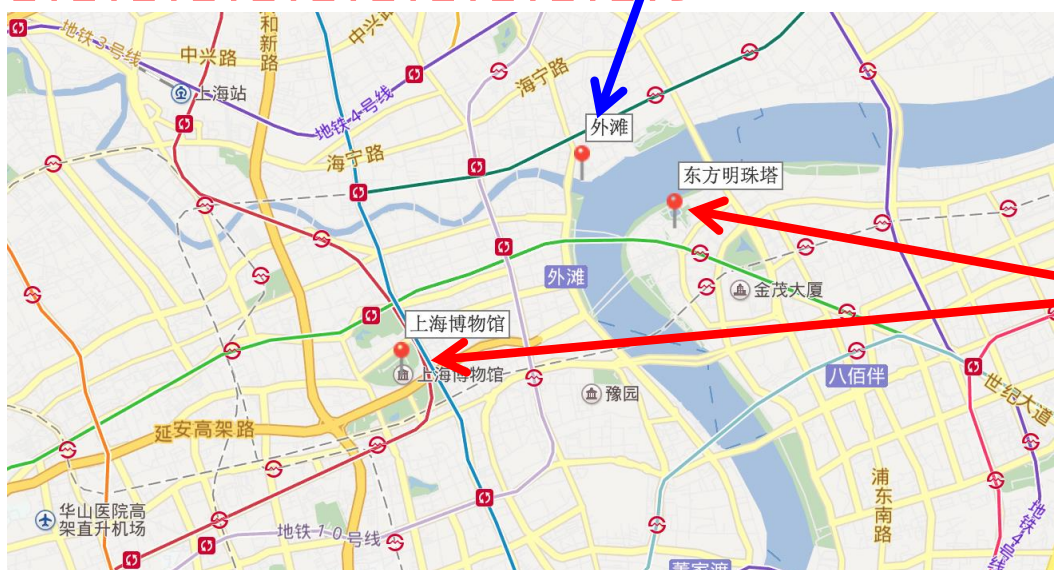 地铁3号线
中兴路
和新路
中兴路
上海站
地铁4号线
海宁路
海宁路
外滩
东方明珠塔
外滩
金茂大厦
上海博物馆
上海博物馆
豫园
八佰伴
世纪大道
延安高架路
华山医院高
架直升机场
地铁10号线
浦东南路
地铁4号线
董家渡